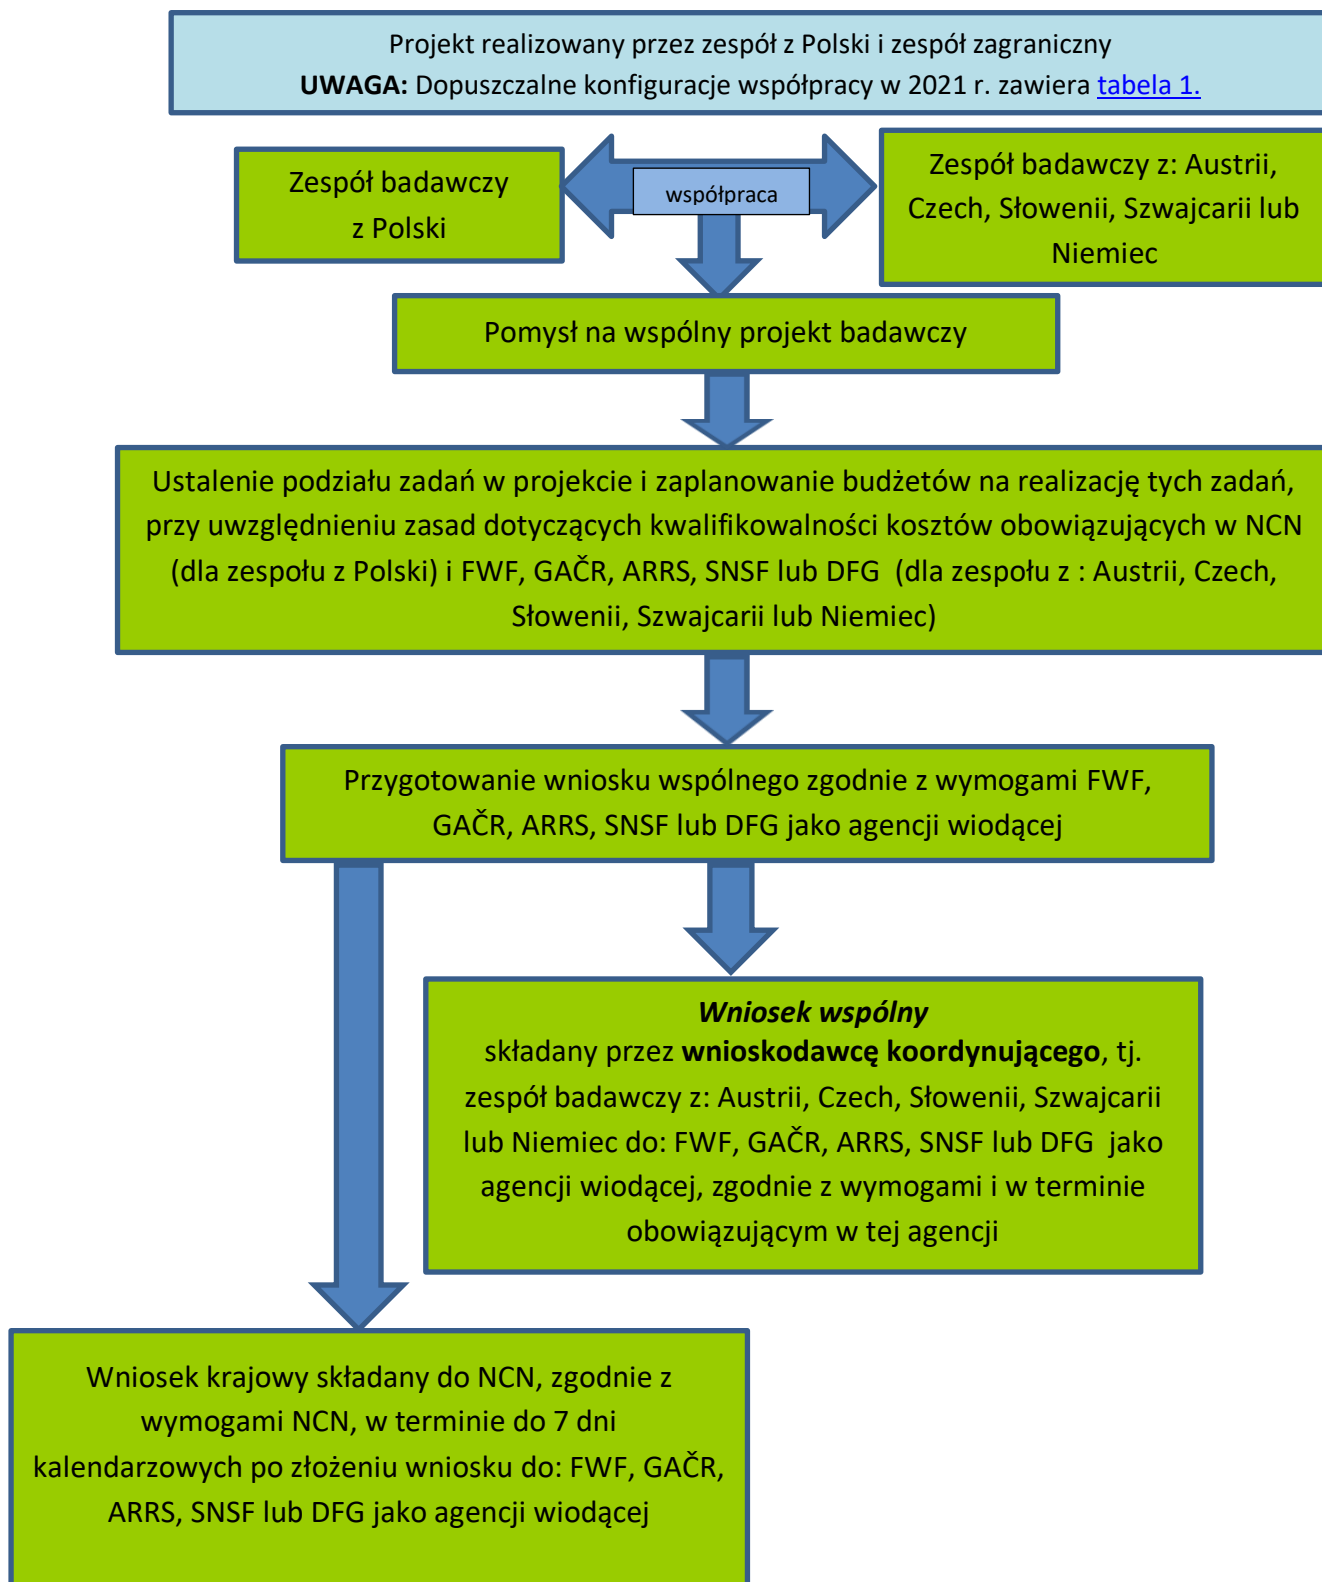 Projekt realizowany przez zespół z Polski i zespół zagraniczny
UWAGA: Dopuszczalne konfiguracje współpracy w 2021 r. zawiera tabela 1.
Zespół badawczy
z Polski
współpraca
Zespół badawczy z: Austrii,
Czech, Słowenii, Szwajcarii lub
Niemiec
Pomysł na wspólny projekt badawczy
Ustalenie podziału zadań w projekcie i zaplanowanie budżetów na realizację tych zadań,
przy uwzględnieniu zasad dotyczących kwalifikowalności kosztów obowiązujących w NCN
(dla zespołu z Polski) i FWF, GAČR, ARRS, SNSF lub DFG  (dla zespołu z : Austrii, Czech,
Słowenii, Szwajcarii lub Niemiec)
Przygotowanie wniosku wspólnego zgodnie z wymogami FWF,
GAČR, ARRS, SNSF lub DFG jako agencji wiodącej
Wniosek wspólny
składany przez wnioskodawcę koordynującego, tj.
zespół badawczy z: Austrii, Czech, Słowenii, Szwajcarii
lub Niemiec do: FWF, GAČR, ARRS, SNSF lub DFG  jako
agencji wiodącej, zgodnie z wymogami i w terminie
obowiązującym w tej agencji
Wniosek krajowy składany do NCN, zgodnie z
wymogami NCN, w terminie do 7 dni
kalendarzowych po złożeniu wniosku do: FWF, GAČR,
ARRS, SNSF lub DFG jako agencji wiodącej